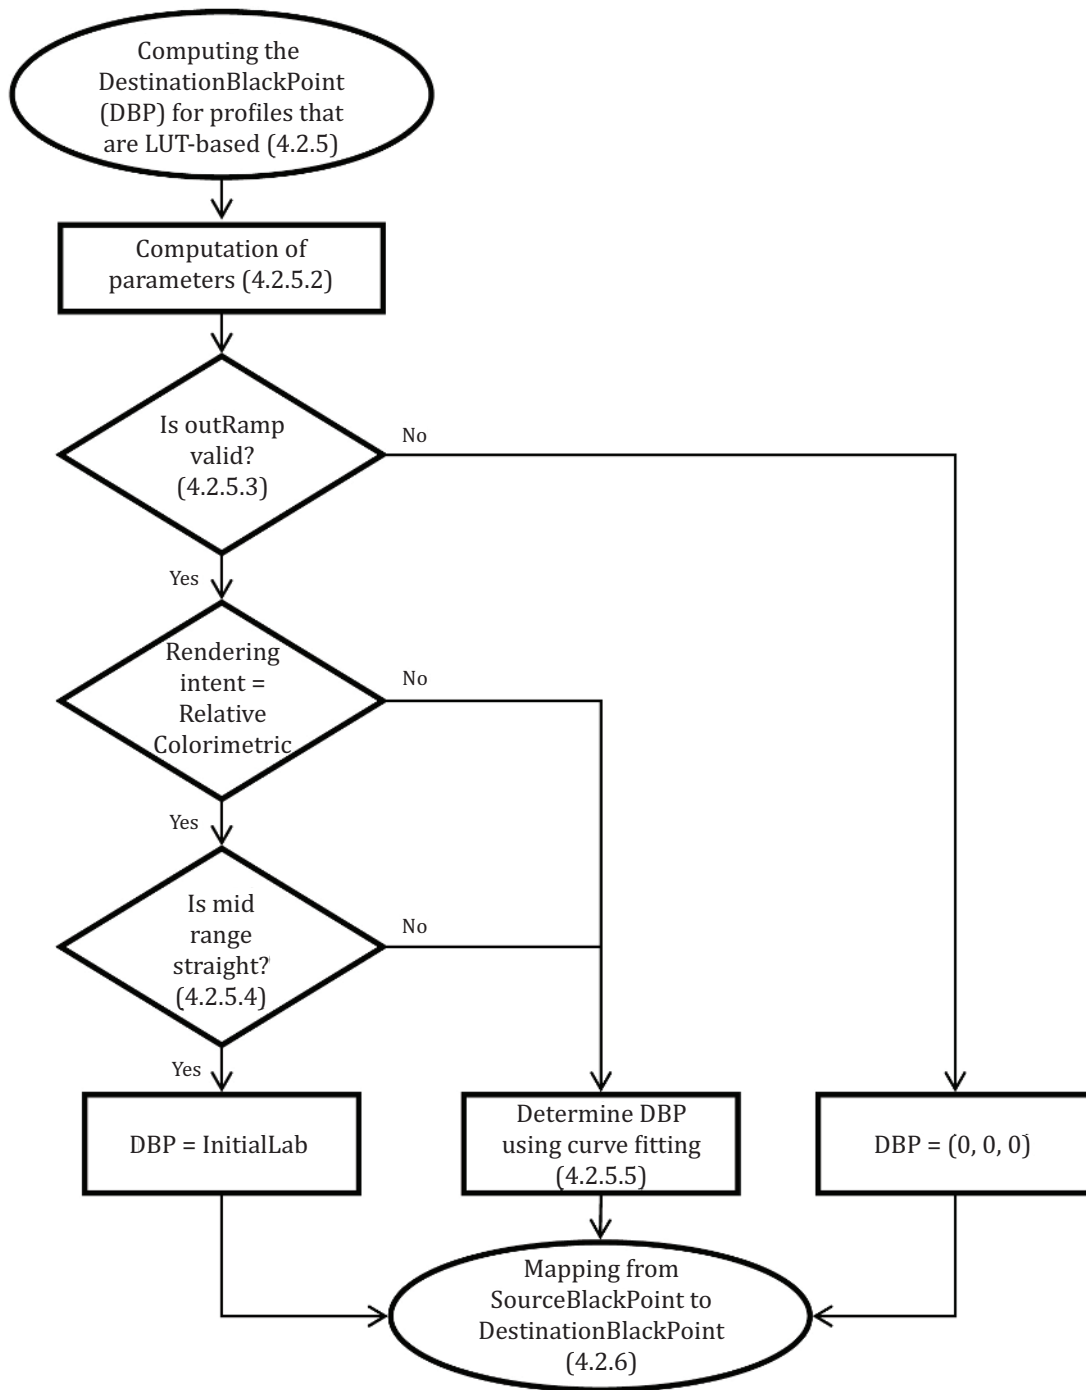 Computing the
DestinationBlackPoint
(DBP) for profiles that
are LUT-based (4.2.5)
Computation of
parameters (4.2.5.2)
Is outRamp
valid?
(4.2.5.3)
No
Yes
Rendering
intent =
Relative
Colorimetric
No
Yes
Is mid
range
straight?
(4.2.5.4)
No
Yes
DBP = InitialLab
Determine DBP
using curve fitting
(4.2.5.5)
DBP = (0, 0, 0)
Mapping from
SourceBlackPoint to
DestinationBlackPoint
(4.2.6)